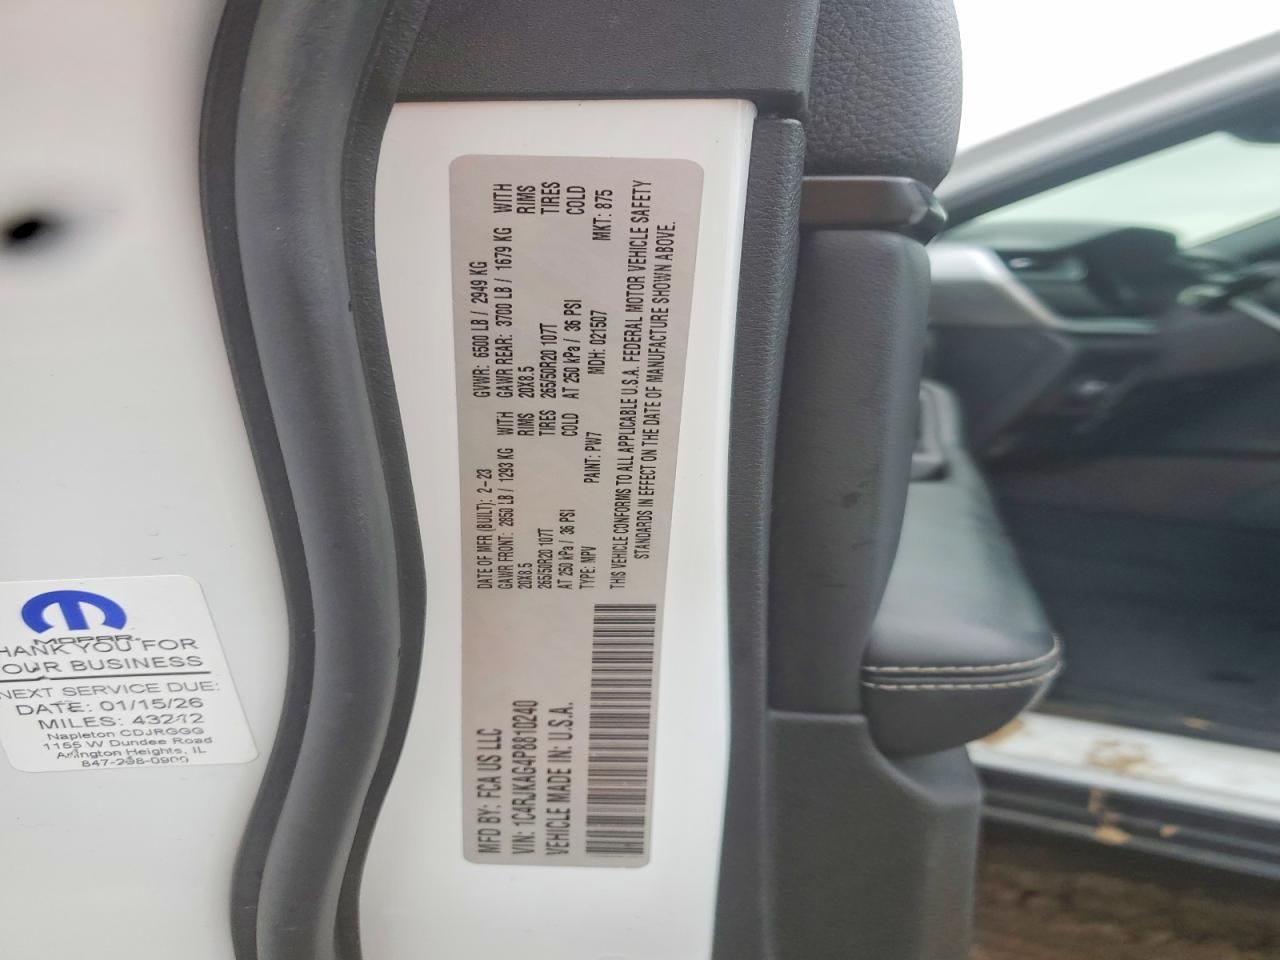 MFD BY: FCA US LLC
DATE OF MFR (BUILT): 2-23
GVWR: 6500 LB / 2949 KG
VIN: 1C4RJKAG4P8810240
GAWR FRONT: 2850 LB / 1293 KG WITH
20X8.5 RIMS
265/50R20 107T TIRES
AT 250 kPa / 36 PSI COLD
GAWR REAR: 3700 LB / 1679 KG WITH
20X8.5 RIMS
265/50R20 107T TIRES
AT 250 kPa / 36 PSI COLD
VEHICLE MADE IN: U.S.A.
TYPE: MPV PAINT: PW7 MDH: 021507 MKT: 875
THIS VEHICLE CONFORMS TO ALL APPLICABLE U.S.A. FEDERAL MOTOR VEHICLE SAFETY
STANDARDS IN EFFECT ON THE DATE OF MANUFACTURE SHOWN ABOVE.
MOPAR
HANK YOU FOR
OUR BUSINESS
NEXT SERVICE DUE:
DATE: 01/15/26
MILES: 43242
Napleton CDJRGGG
1155 W Dundee Road
Arlington Heights, IL
847-298-0900